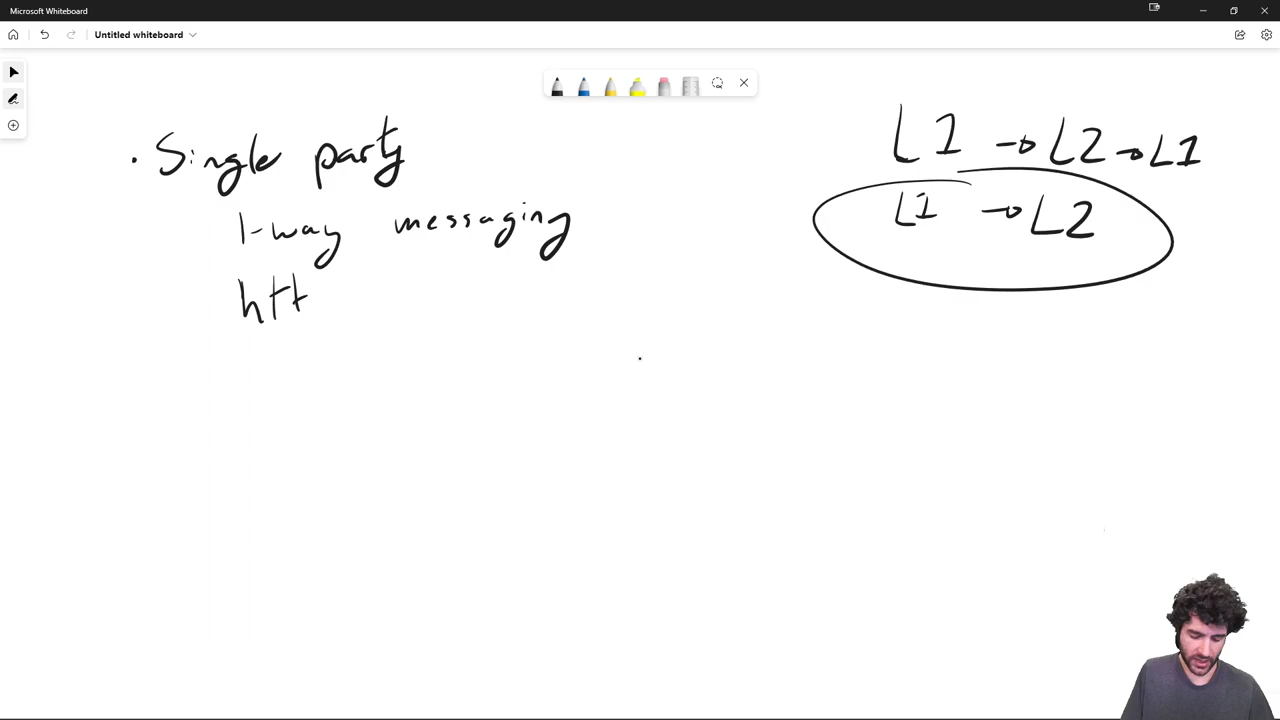 Microsoft Whiteboard
Untitled whiteboard
· Single party
1-way messaging
htt
L1 → L2 → L1
L1 → L2